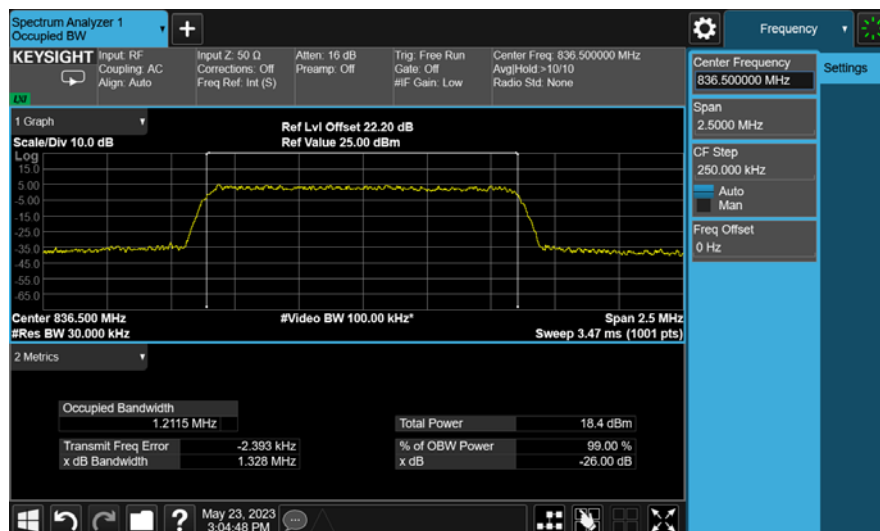 Spectrum Analyzer 1
Occupied BW
+
Frequency
KEYSIGHT
LXI
Input: RF
Coupling: AC
Align: Auto
Input Z: 50 Ω
Corrections: Off
Freq Ref: Int (S)
Atten: 16 dB
Preamp: Off
Trig: Free Run
Gate: Off
#IF Gain: Low
Center Freq: 836.500000 MHz
Avg|Hold:>10/10
Radio Std: None
Center Frequency
836.500000 MHz
Settings
Span
2.5000 MHz
CF Step
250.000 kHz
Auto
Man
Freq Offset
0 Hz
1 Graph
Scale/Div 10.0 dB
Ref Lvl Offset 22.20 dB
Ref Value 25.00 dBm
Log
15.0
5.00
-5.00
-15.0
-25.0
-35.0
-45.0
-55.0
-65.0
Center 836.500 MHz
#Res BW 30.000 kHz
#Video BW 100.00 kHz*
Span 2.5 MHz
Sweep 3.47 ms (1001 pts)
2 Metrics
Occupied Bandwidth
1.2115 MHz
Transmit Freq Error -2.393 kHz
x dB Bandwidth 1.328 MHz
Total Power 18.4 dBm
% of OBW Power 99.00 %
x dB -26.00 dB
?
May 23, 2023
3:04:48 PM